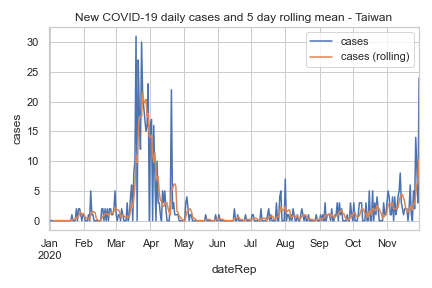 New COVID-19 daily cases and 5 day rolling mean - Taiwan
cases
cases (rolling)
30
25
20
15
10
5
0
cases
Jan Feb Mar Apr May Jun Jul Aug Sep Oct Nov
2020
dateRep